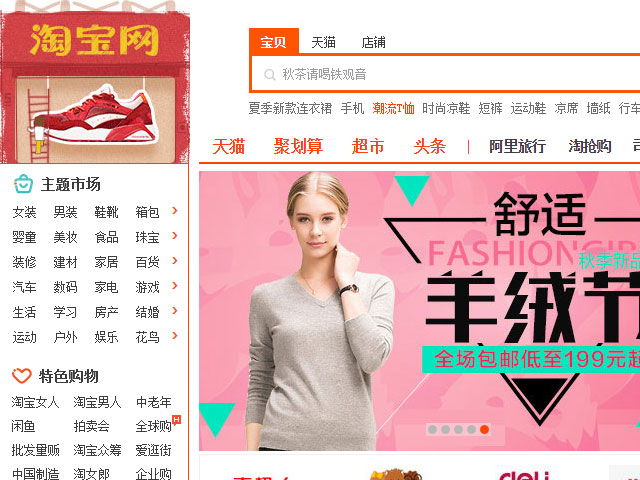 淘宝网
宝贝 天猫 店铺
秋茶请喝铁观音
夏季新款连衣裙 手机 潮流T恤 时尚凉鞋 短裤 运动鞋 凉席 墙纸 行车
天猫 聚划算 超市 头条 | 阿里旅行 淘抢购
主题市场
女装 男装 鞋靴 箱包 >
婴童 美妆 食品 珠宝 >
装修 建材 家居 百货 >
汽车 数码 家电 游戏 >
生活 学习 房产 结婚 >
运动 户外 娱乐 花鸟 >
特色购物
淘宝女人 淘宝男人 中老年
闲鱼 拍卖会 全球购 H
批发量贩 淘宝众筹 爱逛街
中国制造 淘女郎 企业购
舒适
FASHIONGIR
秋季新品
羊绒节
全场包邮低至199元起
deli